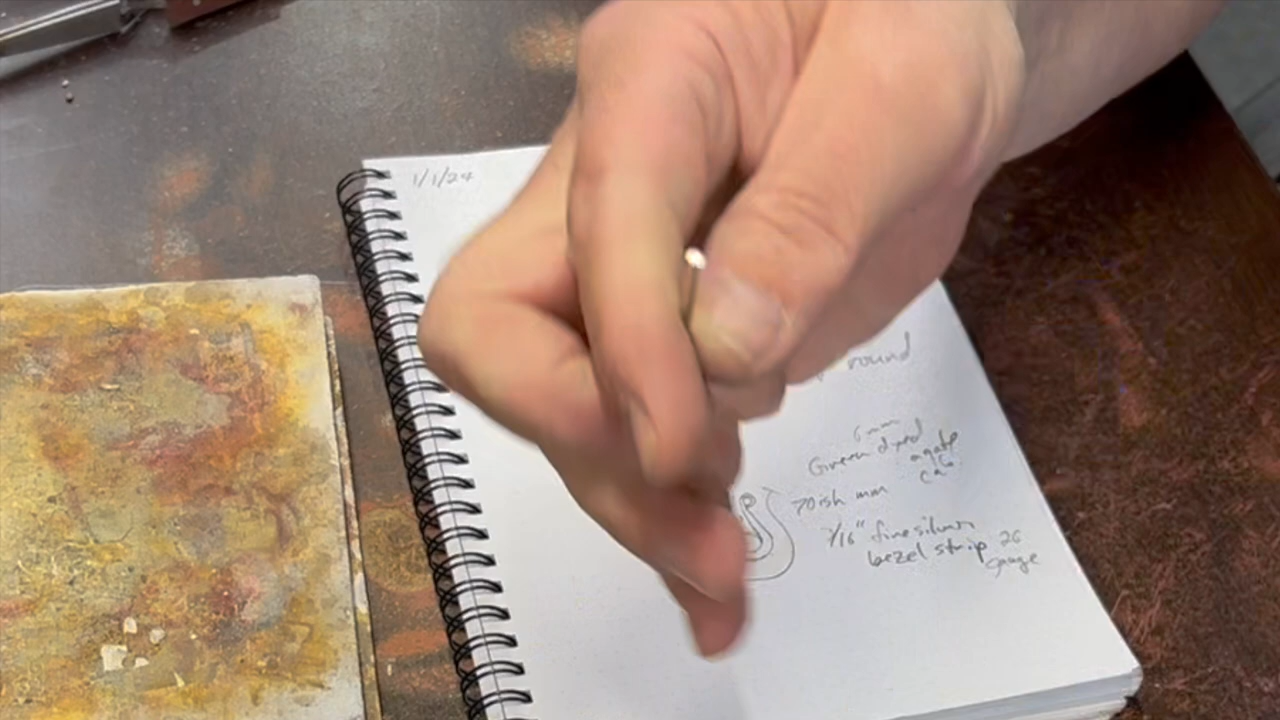 1/1/24
round
6mm
Green dyed
agate
cab
70ish mm
1/16" fine silver
bezel strip 26
gauge